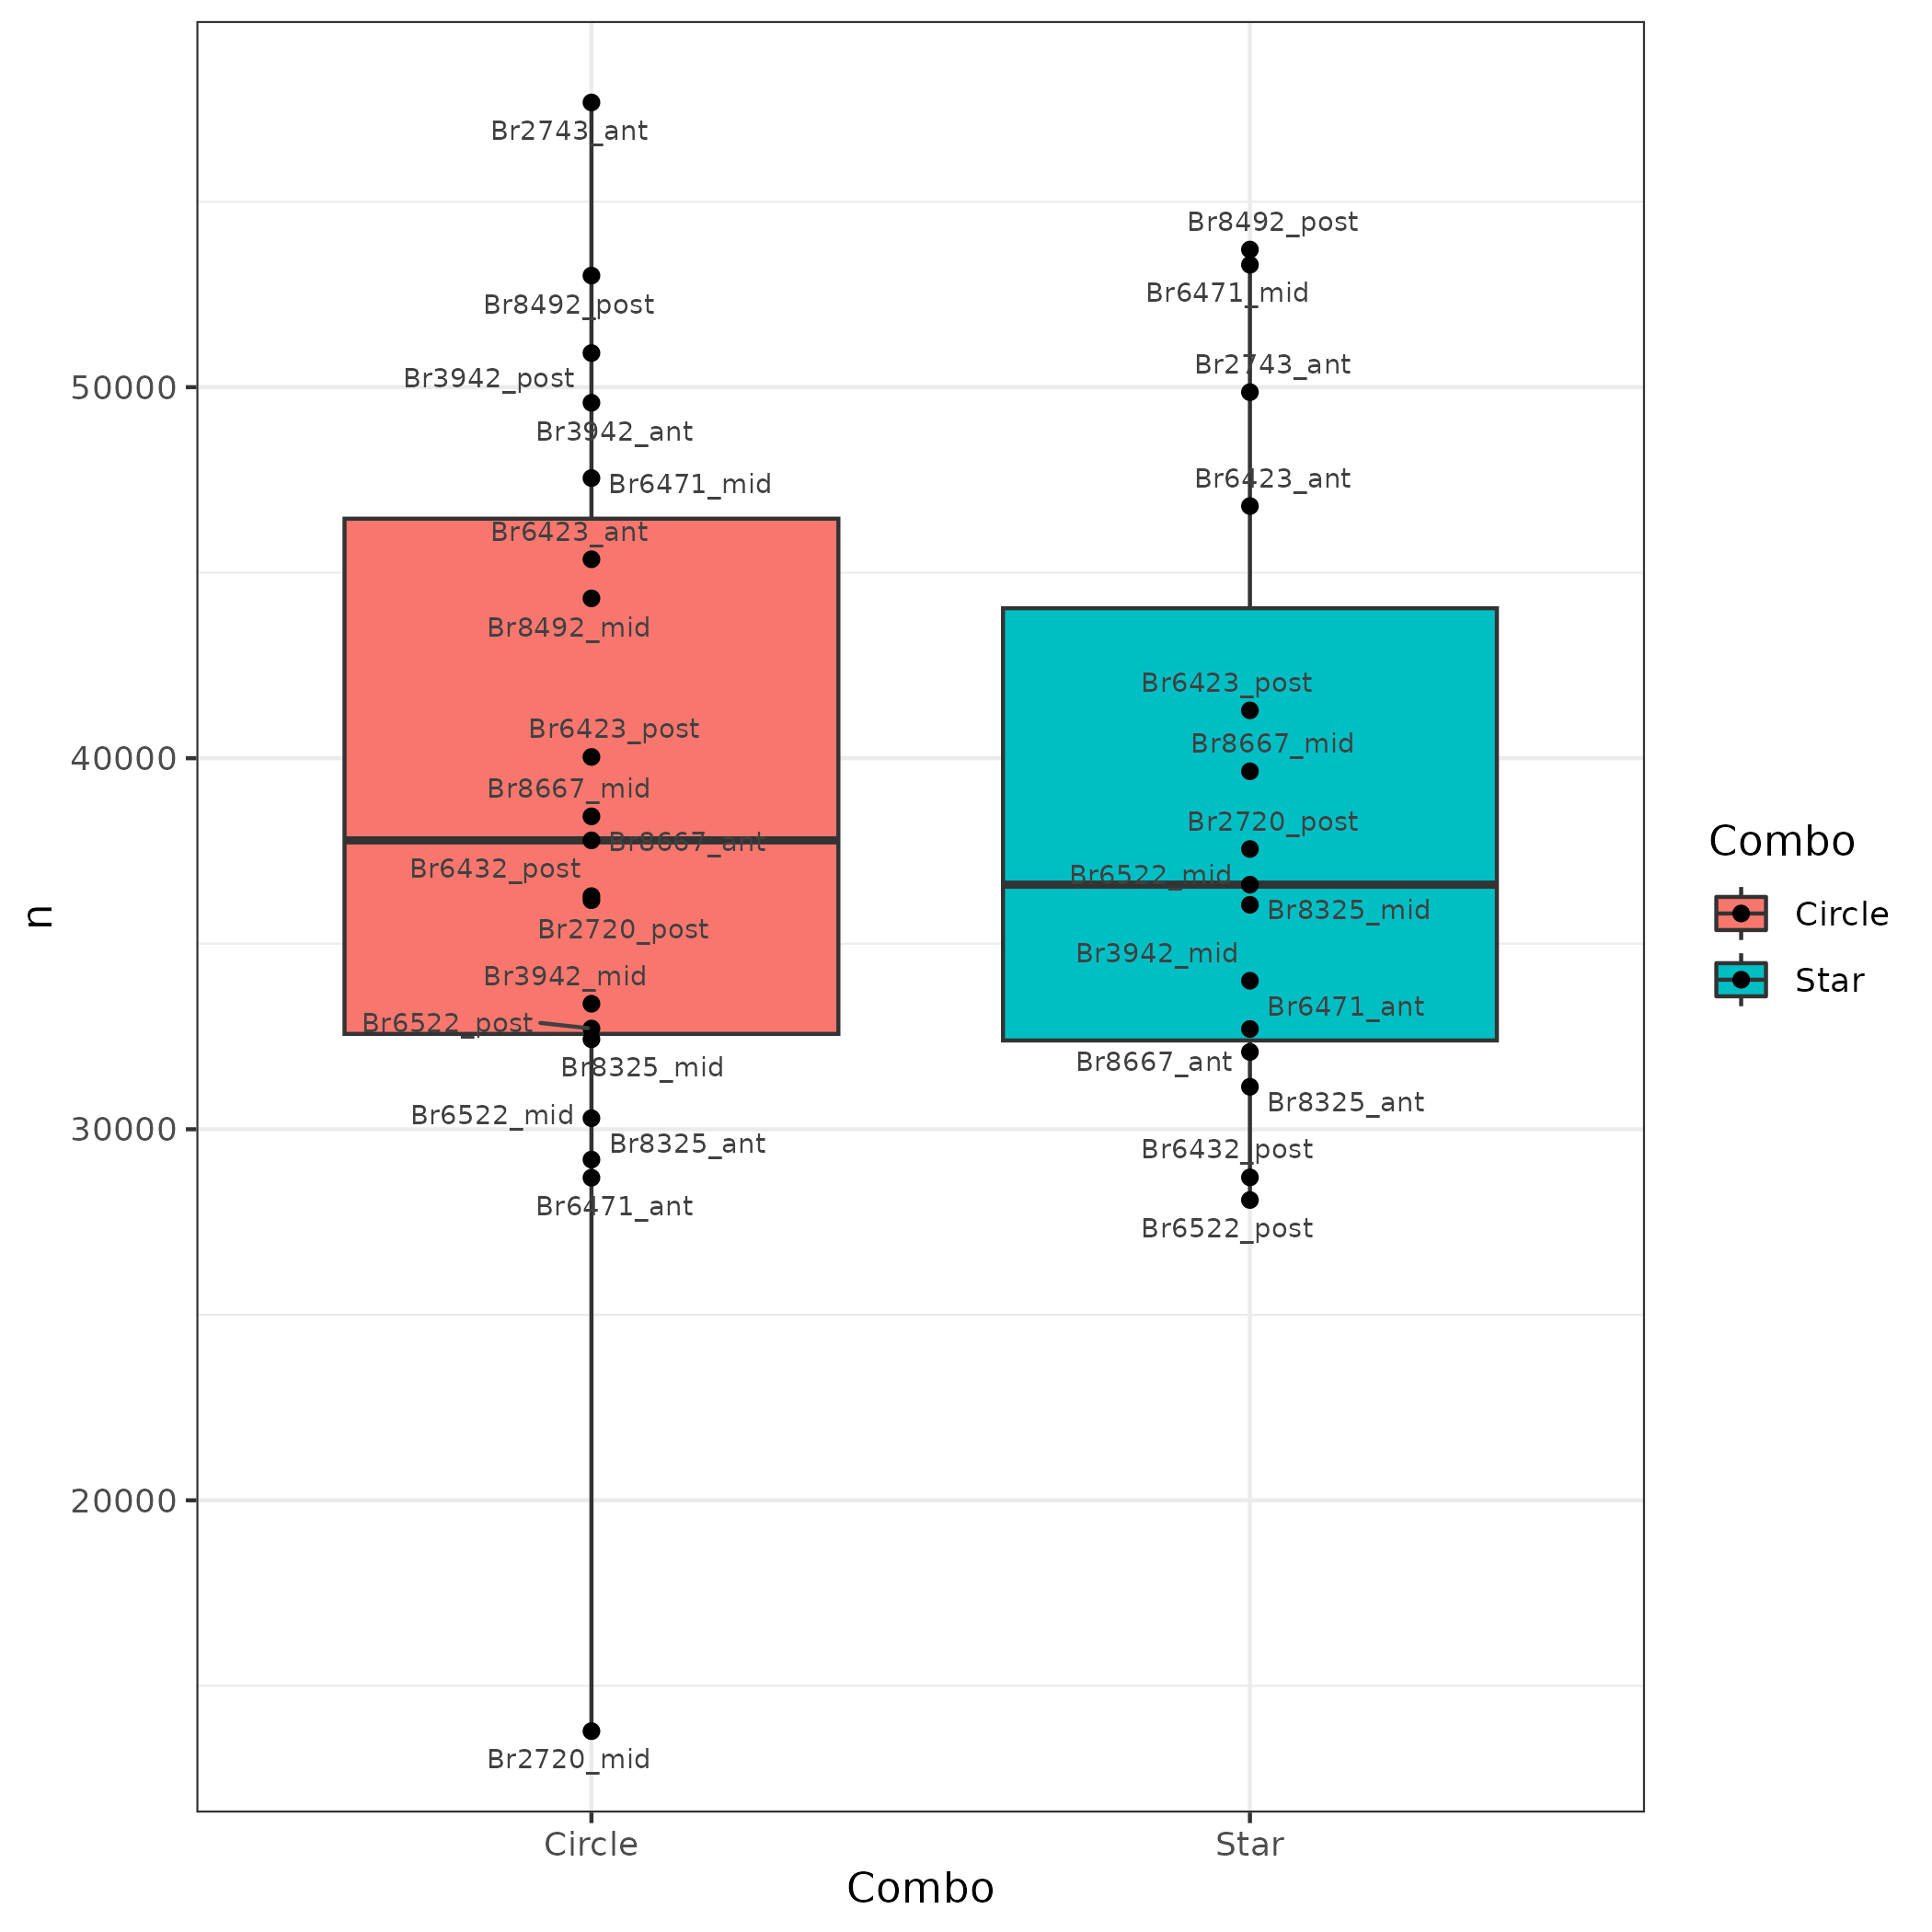 Br2743_ant
Br8492_post
Br3942_post
Br3942_ant
Br6471_mid
Br6423_ant
Br8492_mid
Br6423_post
Br8667_mid
Br8667_ant
Br6432_post
Br2720_post
Br3942_mid
Br6522_post
Br8325_mid
Br6522_mid
Br8325_ant
Br6471_ant
Br2720_mid
Br8492_post
Br6471_mid
Br2743_ant
Br6423_ant
Br6423_post
Br8667_mid
Br2720_post
Br6522_mid
Br8325_mid
Br3942_mid
Br6471_ant
Br8667_ant
Br8325_ant
Br6432_post
Br6522_post
50000
40000
30000
20000
n
Circle
Star
Combo
Combo
Circle
Star